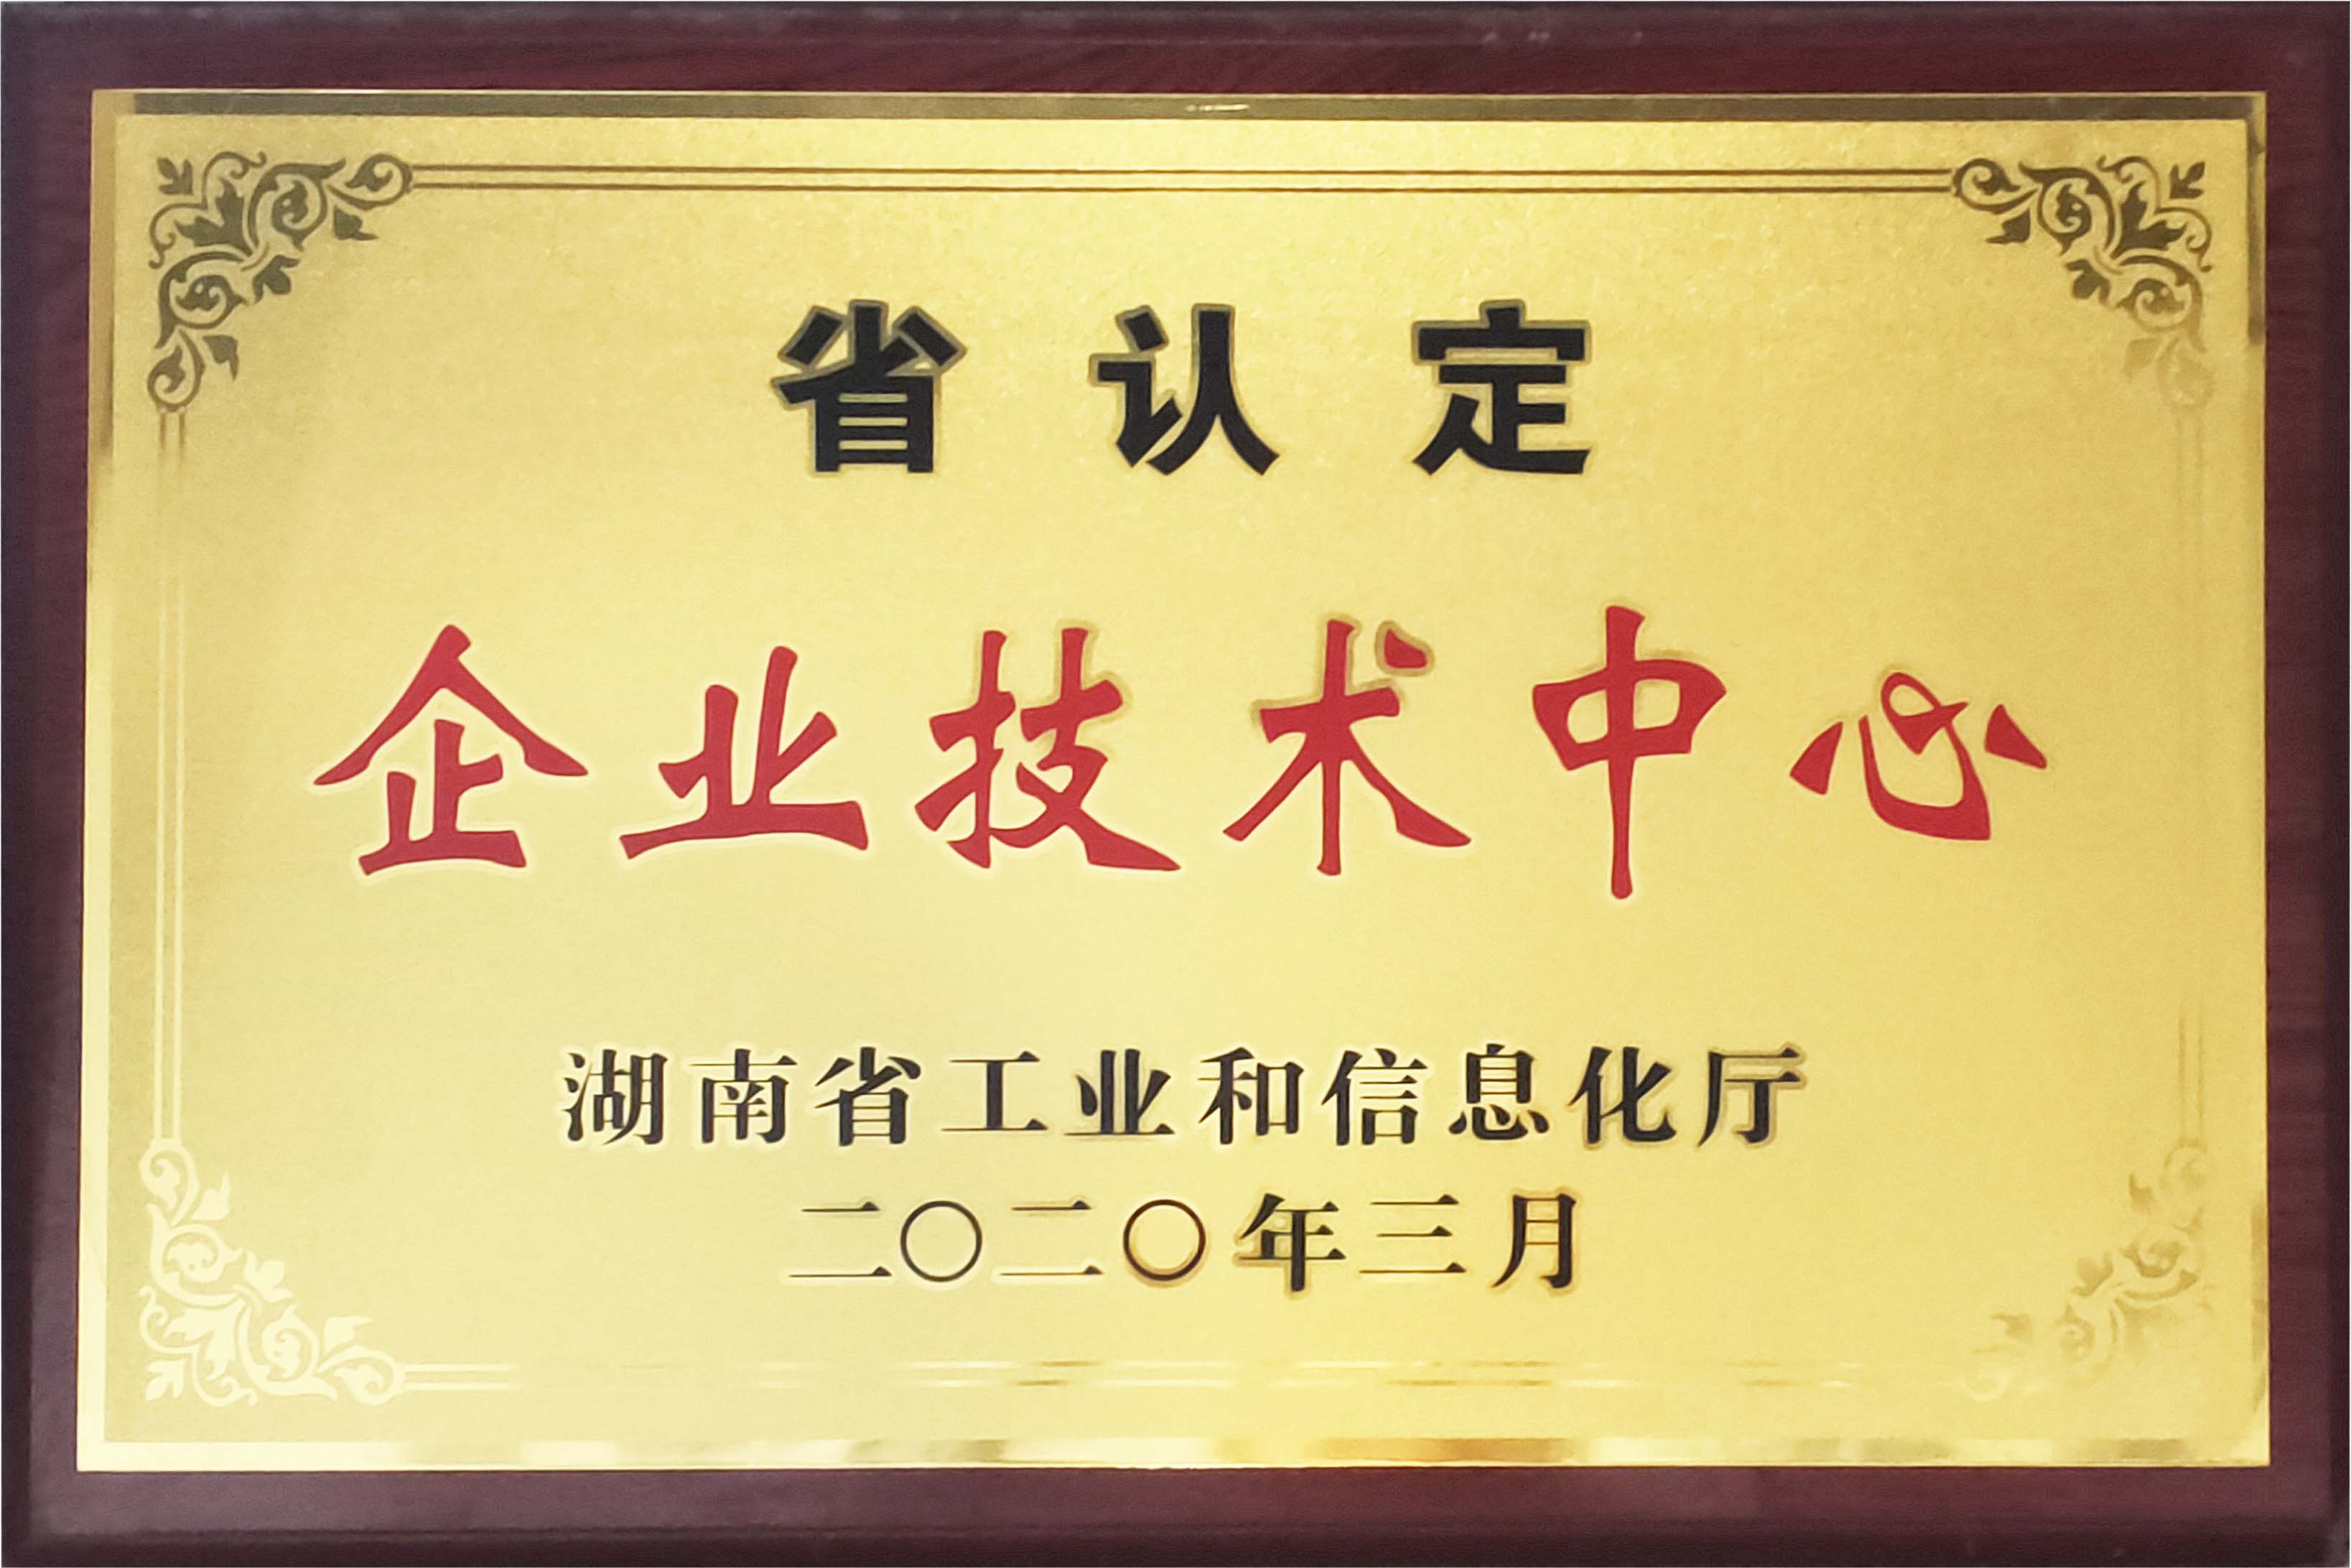 省认定
企业技术中心
湖南省工业和信息化厅
二〇二〇年三月